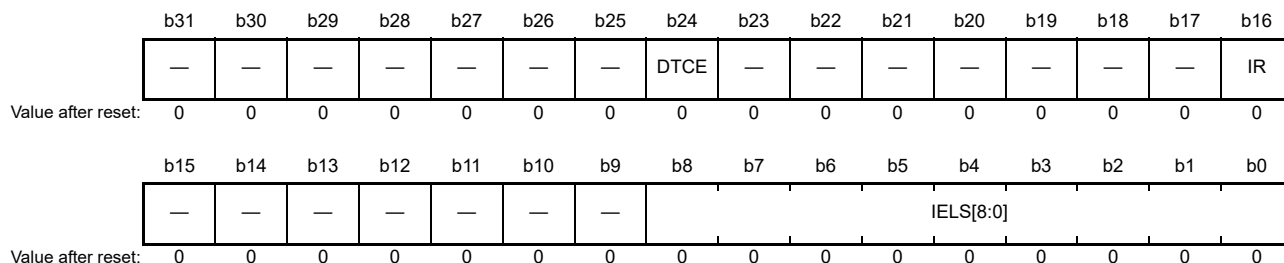 b31 b30 b29 b28 b27 b26 b25 b24 b23 b22 b21 b20 b19 b18 b17 b16
— — — — — — — DTCE — — — — — — — IR
Value after reset: 0 0 0 0 0 0 0 0 0 0 0 0 0 0 0 0
b15 b14 b13 b12 b11 b10 b9 b8 b7 b6 b5 b4 b3 b2 b1 b0
— — — — — — — IELS[8:0]
Value after reset: 0 0 0 0 0 0 0 0 0 0 0 0 0 0 0 0